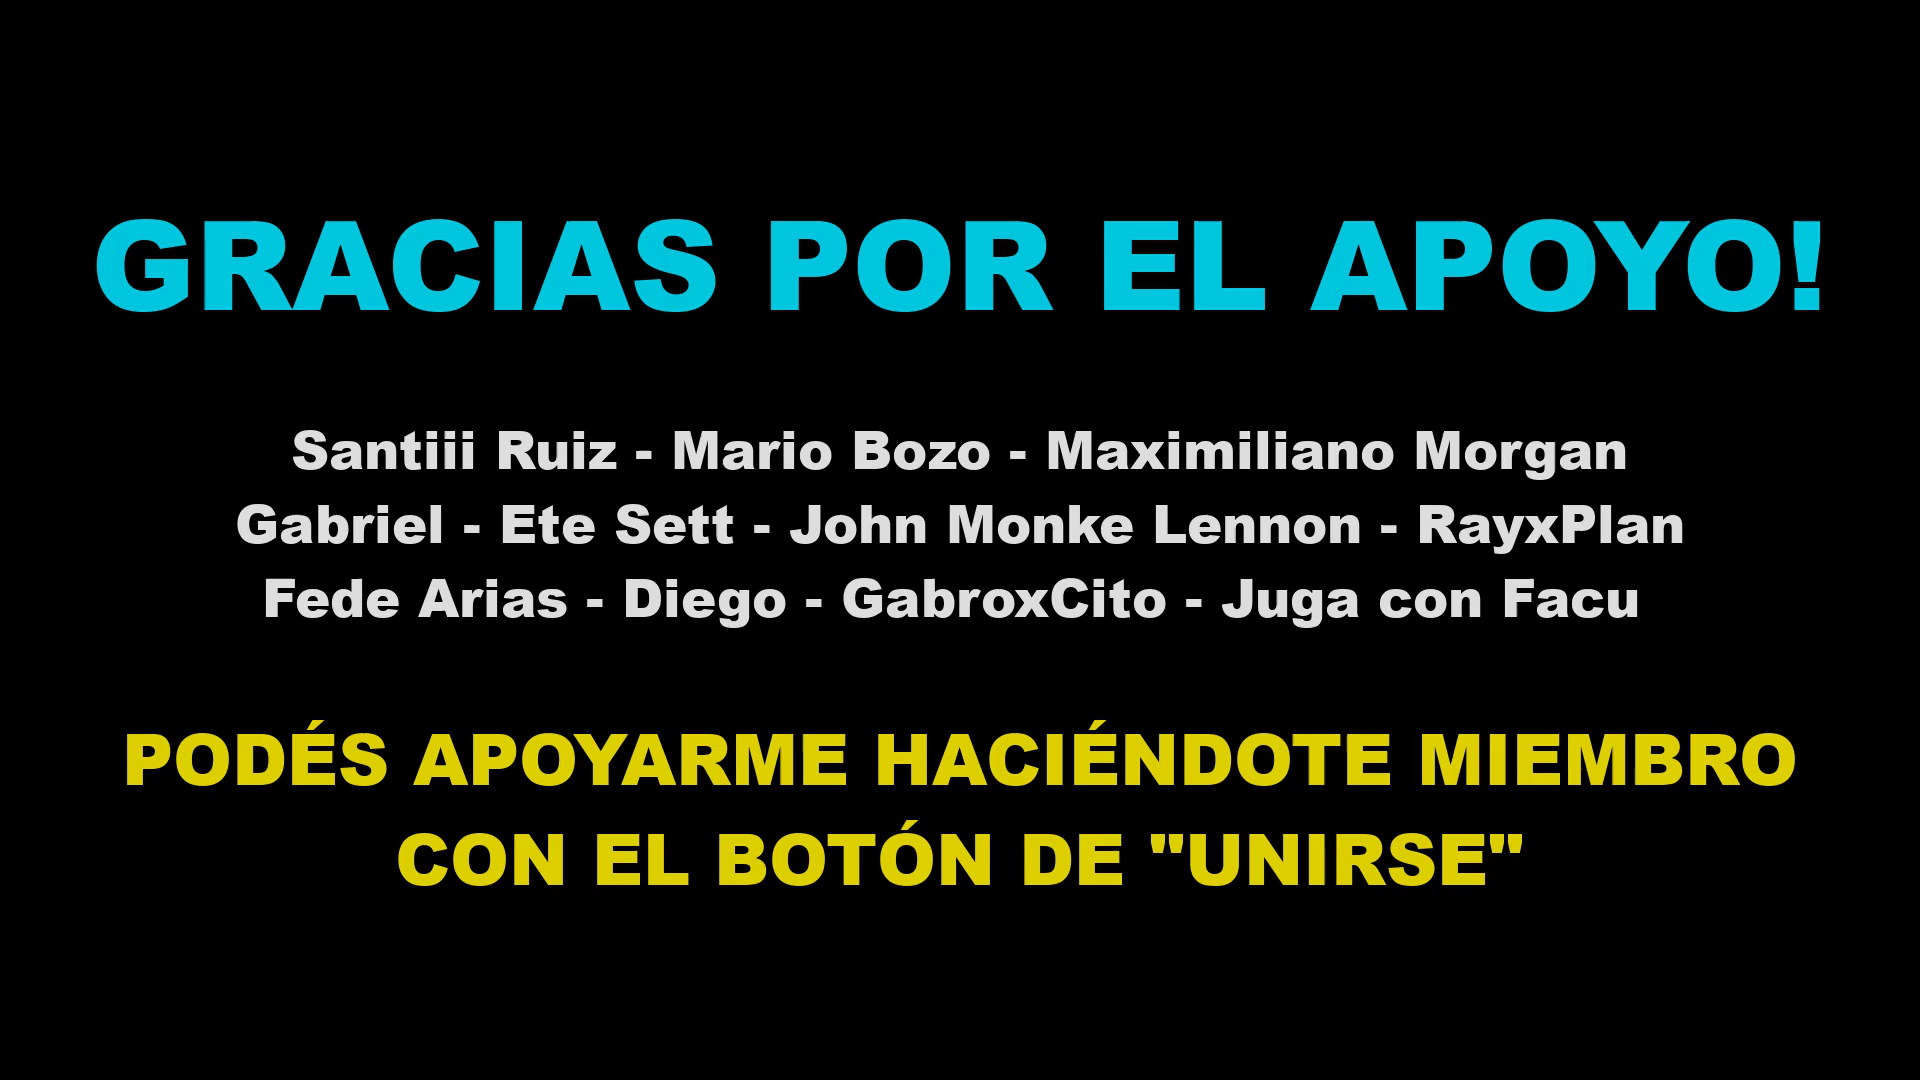 GRACIAS POR EL APOYO!
Santiii Ruiz - Mario Bozo - Maximiliano Morgan
Gabriel - Ete Sett - John Monke Lennon - RayxPlan
Fede Arias - Diego - GabroxCito - Juga con Facu
PODÉS APOYARME HACIÉNDOTE MIEMBRO
CON EL BOTÓN DE "UNIRSE"